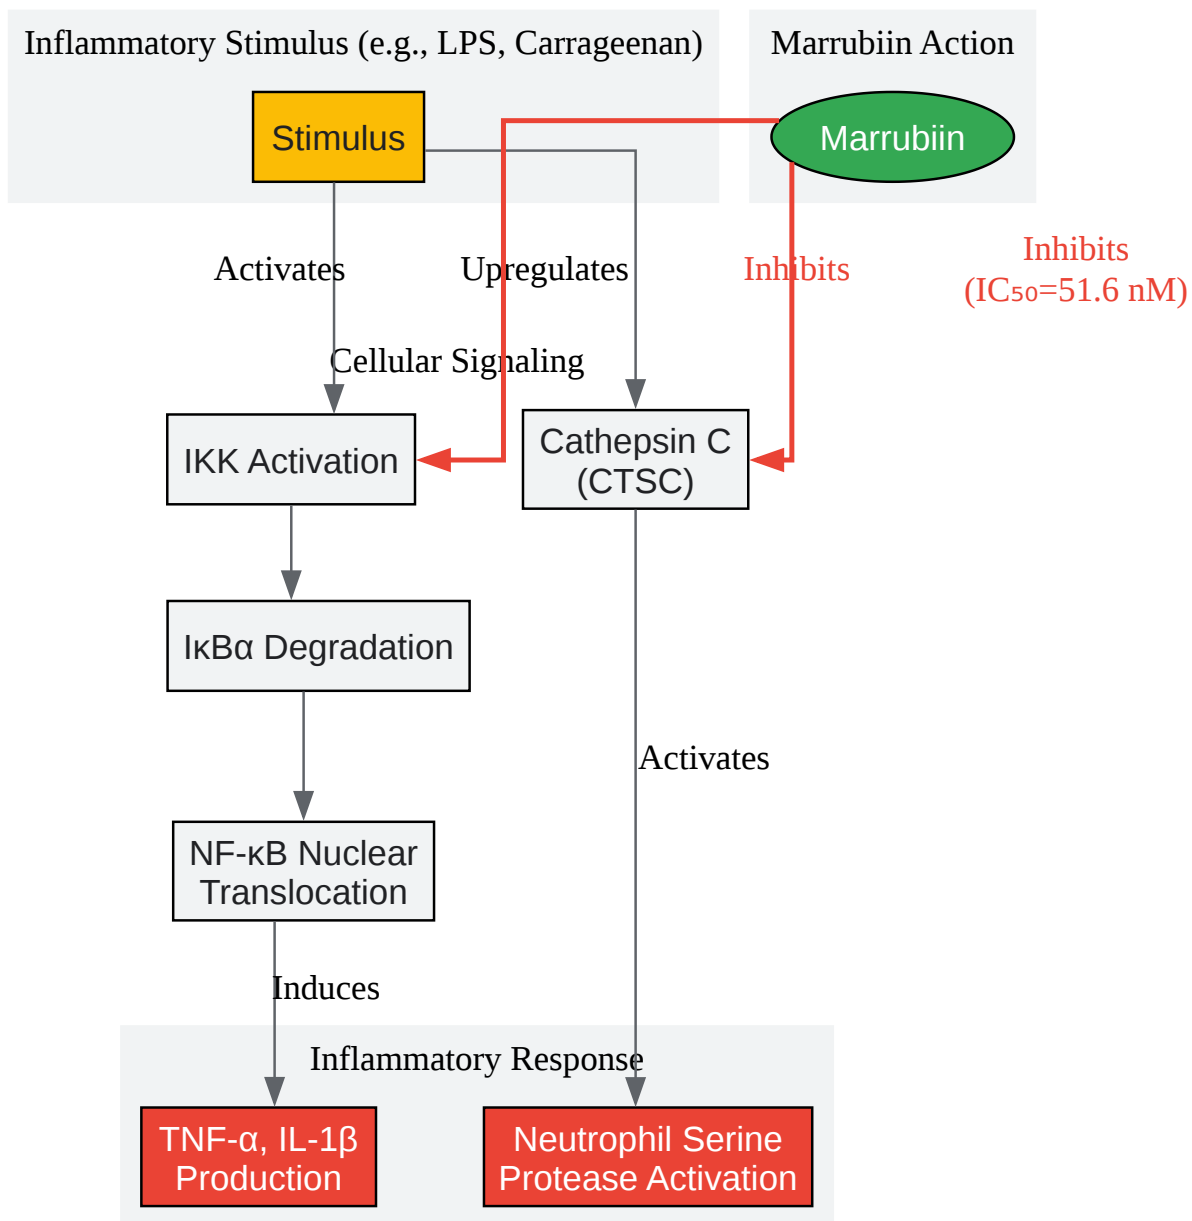 Inflammatory Stimulus (e.g., LPS, Carrageenan)
Marrubiin Action
Stimulus
Marrubiin
Activates
Upregulates
Inhibits
Inhibits
(IC₅₀=51.6 nM)
Cellular Signaling
IKK Activation
Cathepsin C
(CTSC)
IκBα Degradation
Activates
NF-κB Nuclear
Translocation
Induces
Inflammatory Response
TNF-α, IL-1β
Production
Neutrophil Serine
Protease Activation